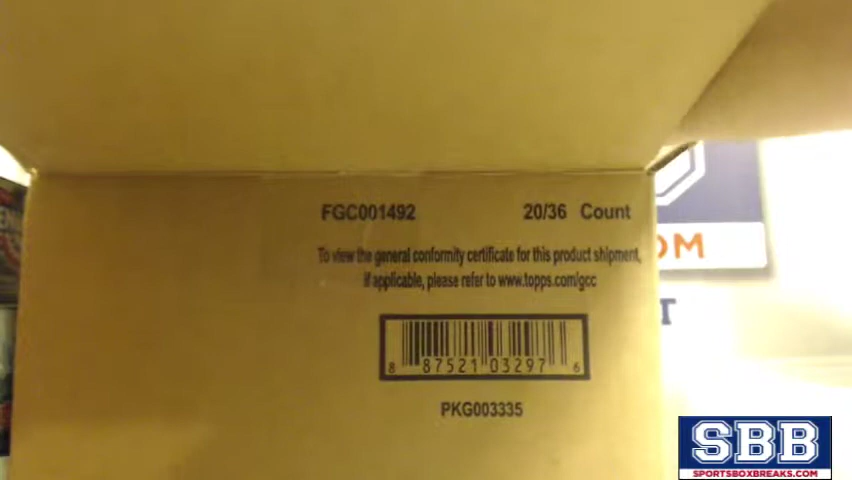 FGC001492 20/36 Count
To view the general conformity certificate for this product shipment,
if applicable, please refer to www.topps.com/gcc
8 87521 03297 6
PKG003335
OM
T
SBB
SPORTSBOXBREAKS.COM